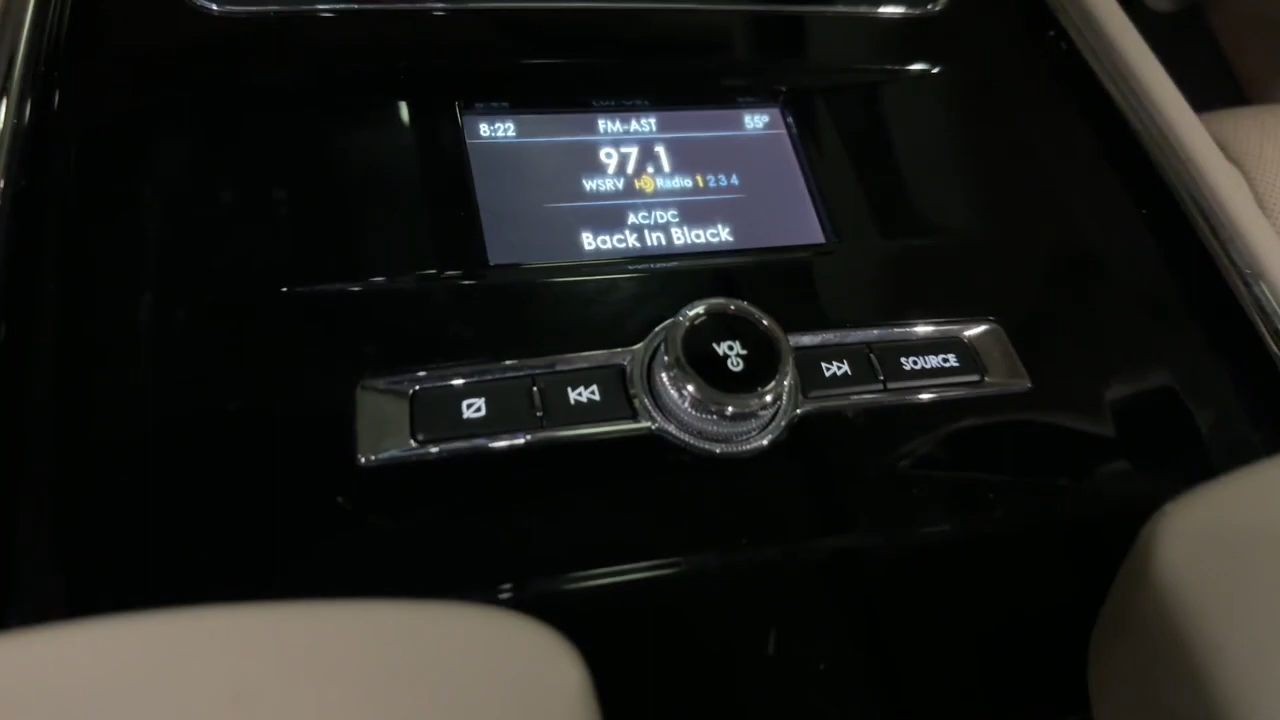 8:22 FM-AST 55°
97.1
WSRV HD Radio 1 2 3 4
AC/DC
Back In Black
VOL
SOURCE